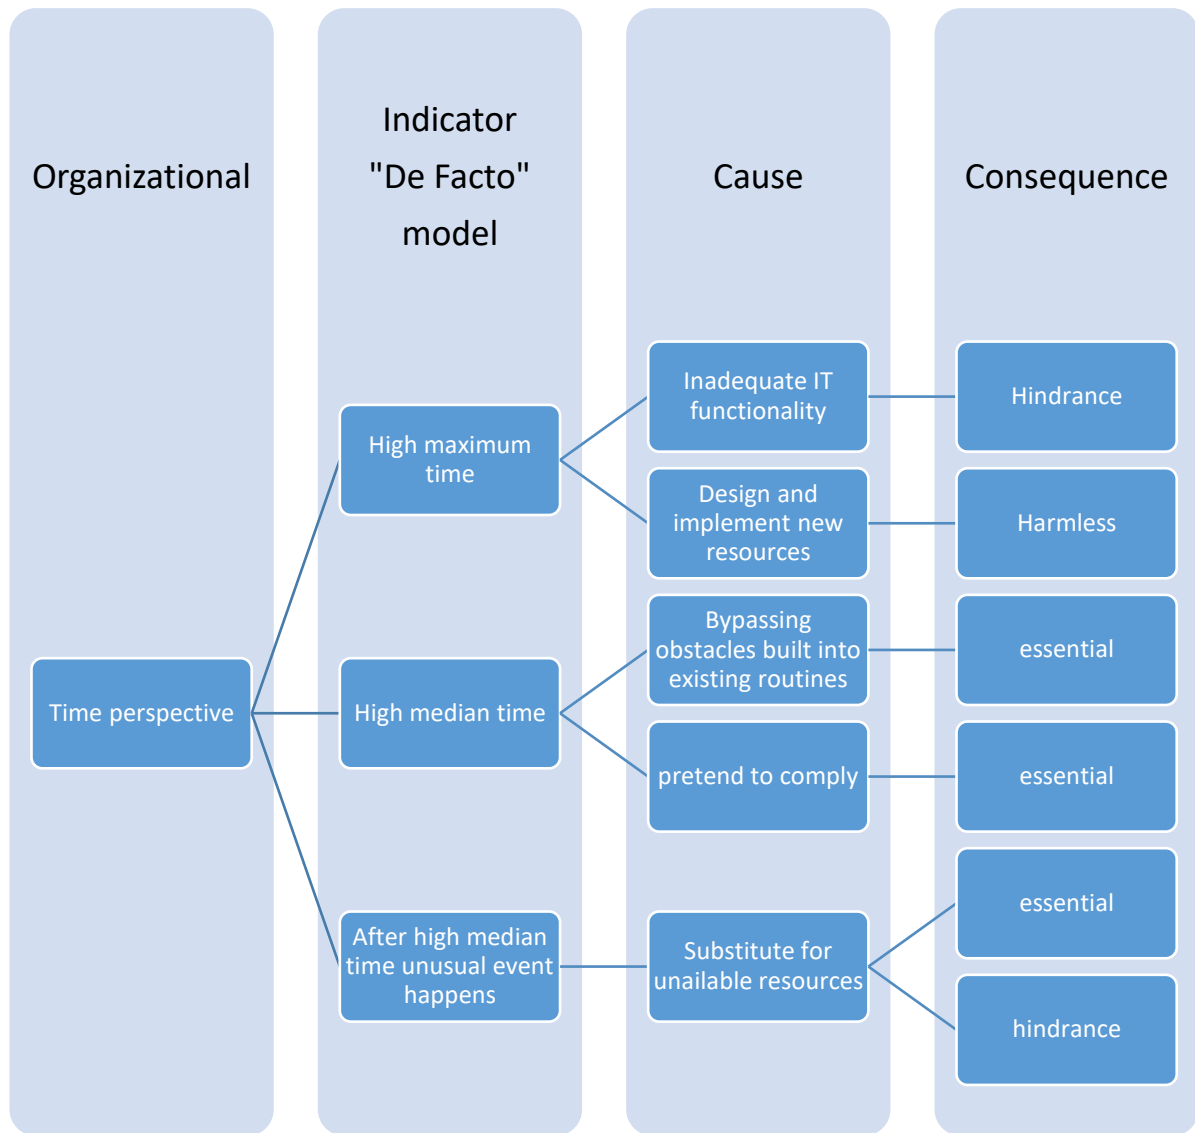 Organizational
Indicator
"De Facto"
model
Cause
Consequence
Time perspective
High maximum
time
High median time
After high median
time unusual event
happens
Inadequate IT
functionality
Design and
implement new
resources
Bypassing
obstacles built into
existing routines
pretend to comply
Substitute for
unailable resources
Hindrance
Harmless
essential
essential
essential
hindrance